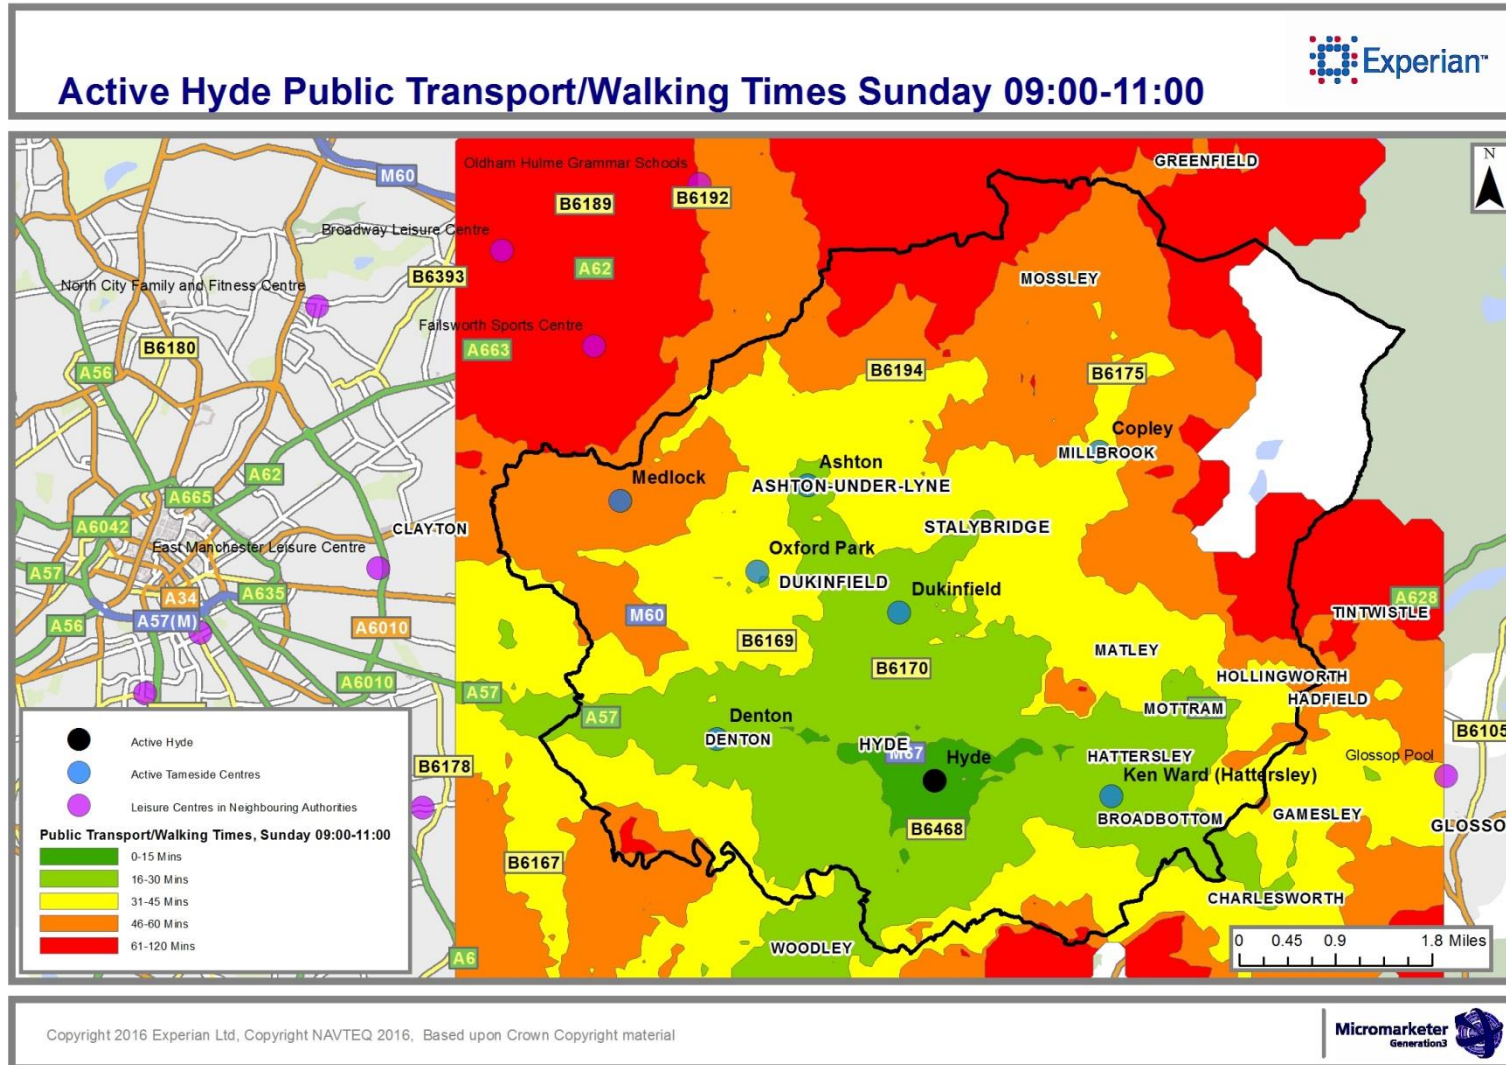 Experian™
Active Hyde Public Transport/Walking Times Sunday 09:00-11:00
GREENFIELD
N
Oldham Hulme Grammar Schools
M60
B6189
B6192
Broadway Leisure Centre
A62
B6393
MOSSLEY
North City Family and Fitness Centre
Failsworth Sports Centre
B6180
A663
A56
B6194
B6175
Copley
MILLBROOK
Ashton
A62
Medlock
ASHTON-UNDER-LYNE
A665
A6042
CLAYTON
STALYBRIDGE
East Manchester Leisure Centre
Oxford Park
A57
DUKINFIELD
Dukinfield
A635
A34
A628
TINTWISTLE
M60
A57(M)
A56
A6010
B6169
MATLEY
B6170
HOLLINGWORTH
A6010
A57
HADFIELD
MOTTRAM
A57
Denton
DENTON
HYDE
M67
Hyde
HATTERSLEY
B6105
Glossop Pool
B6178
Ken Ward (Hattersley)
BROADBOTTOM
GAMESLEY
B6468
GLOSSO
B6167
CHARLESWORTH
WOODLEY
A6
Active Hyde
Active Tameside Centres
Leisure Centres in Neighbouring Authorities
Public Transport/Walking Times, Sunday 09:00-11:00
0-15 Mins
16-30 Mins
31-45 Mins
46-60 Mins
61-120 Mins
0 0.45 0.9 1.8 Miles
Copyright 2016 Experian Ltd, Copyright NAVTEQ 2016, Based upon Crown Copyright material
Micromarketer
Generation3